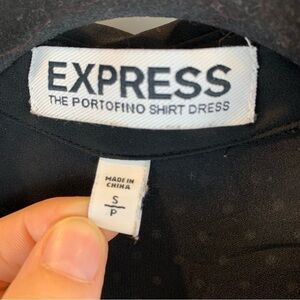 EXPRESS
THE PORTOFINO SHIRT DRESS
MADE IN
CHINA
S
P